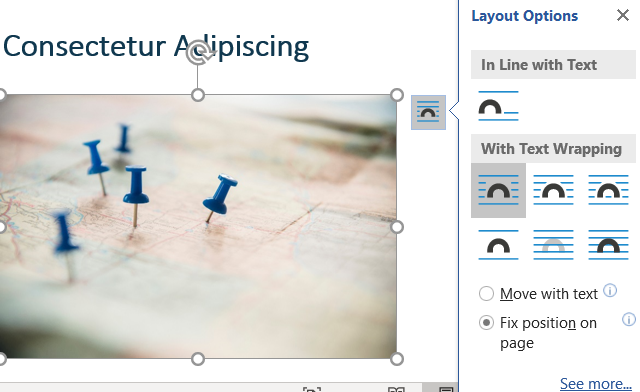 Consectetur Adipiscing
Layout Options
In Line with Text
With Text Wrapping
Move with text
Fix position on
page
See more...